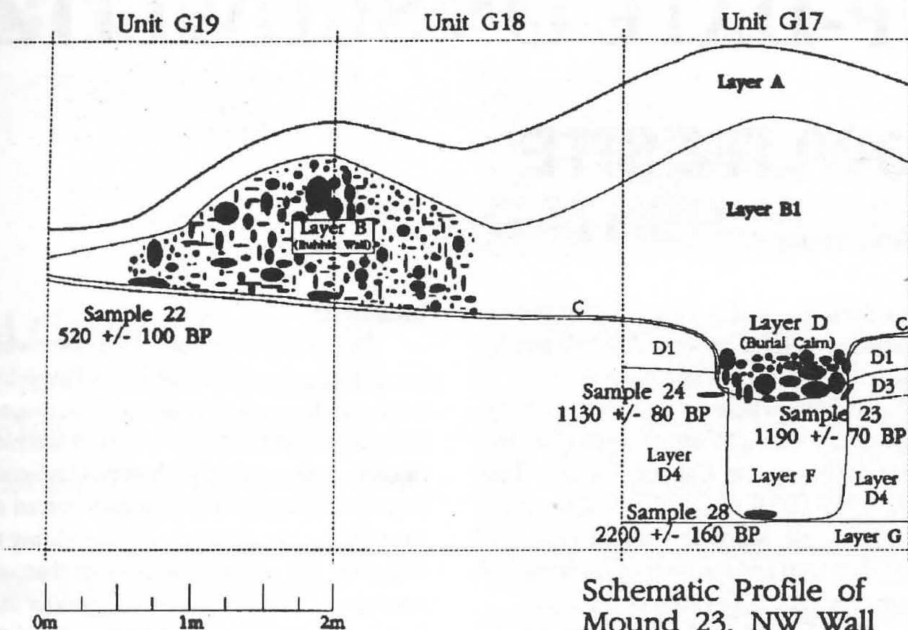 Unit G19
Unit G18
Unit G17
Layer A
Layer B1
Layer B
(Rubble Wall)
Sample 22
520 +/- 100 BP
C
Layer D
(Burial Cairn)
C
D1
D1
D3
Sample 24
1130 +/- 80 BP
Sample 23
1190 +/- 70 BP
Layer
D4
Layer F
Layer
D4
Sample 28
2200 +/- 160 BP
Layer G
0m
1m
2m
Schematic Profile of
Mound 23, NW Wall